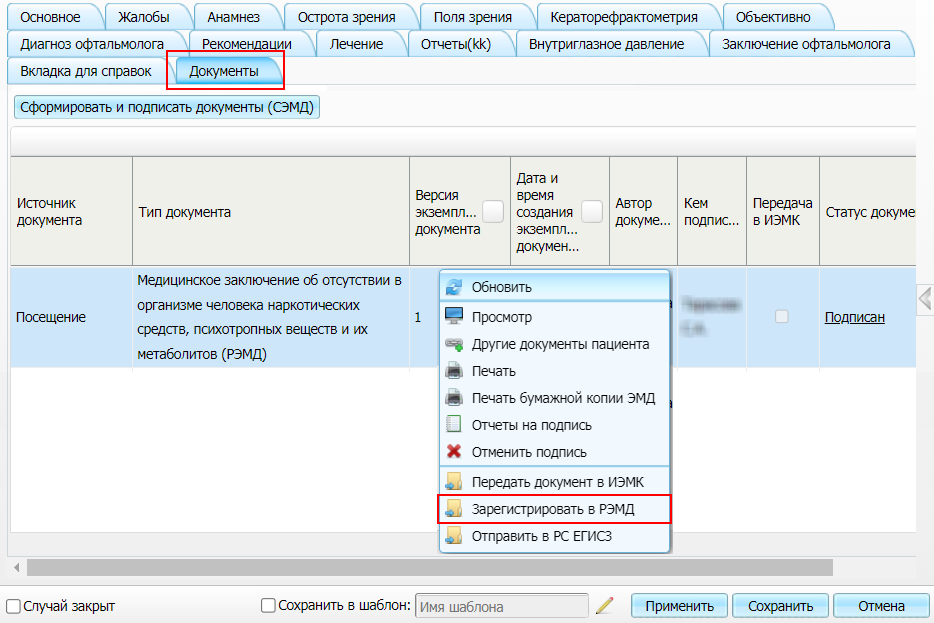 Основное Жалобы Анамнез Острота зрения Поля зрения Кераторефрактометрия Объективно
Диагноз офтальмолога Рекомендации Лечение Отчеты(kk) Внутриглазное давление Заключение офтальмолога
Вкладка для справок Документы
Сформировать и подписать документы (СЭМД)
Источник
документа
Тип документа
Версия
экземпл...
документа
Дата и
время
создания
экземпл...
докумен...
Автор
докуме...
Кем
подпис...
Передача
в ИЭМК
Статус докуме
Посещение
Медицинское заключение об отсутствии в
организме человека наркотических
средств, психотропных веществ и их
метаболитов (РЭМД)
1
Подписан
Обновить
Просмотр
Другие документы пациента
Печать
Печать бумажной копии ЭМД
Отчеты на подпись
Отменить подпись
Передать документ в ИЭМК
Зарегистрировать в РЭМД
Отправить в РС ЕГИСЗ
Случай закрыт Сохранить в шаблон: Имя шаблона Применить Сохранить Отмена